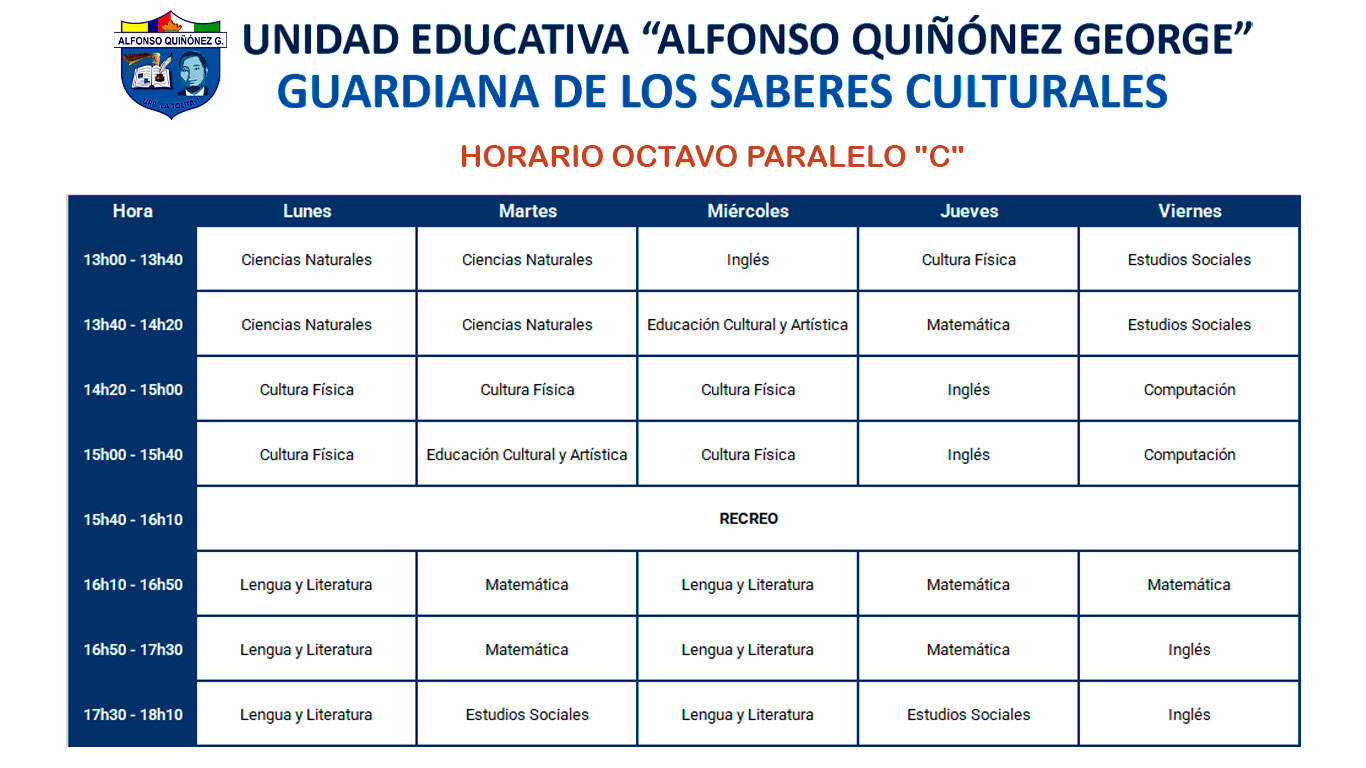 ALFONSO QUIÑÓNEZ G.
UNIDAD EDUCATIVA “ALFONSO QUIÑÓNEZ GEORGE”
GUARDIANA DE LOS SABERES CULTURALES
URB. LA TOLITA 1
HORARIO OCTAVO PARALELO "C"
Hora Lunes Martes Miércoles Jueves Viernes
13h00 - 13h40 Ciencias Naturales Ciencias Naturales Inglés Cultura Física Estudios Sociales
13h40 - 14h20 Ciencias Naturales Ciencias Naturales Educación Cultural y Artística Matemática Estudios Sociales
14h20 - 15h00 Cultura Física Cultura Física Cultura Física Inglés Computación
15h00 - 15h40 Cultura Física Educación Cultural y Artística Cultura Física Inglés Computación
15h40 - 16h10 RECREO
16h10 - 16h50 Lengua y Literatura Matemática Lengua y Literatura Matemática Matemática
16h50 - 17h30 Lengua y Literatura Matemática Lengua y Literatura Matemática Inglés
17h30 - 18h10 Lengua y Literatura Estudios Sociales Lengua y Literatura Estudios Sociales Inglés